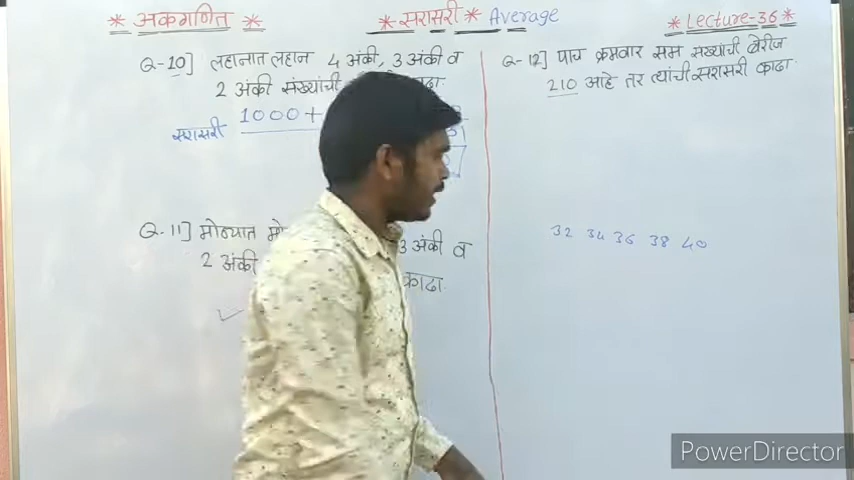 * अकगणित * * सरासरी * Average * Lecture-36 *
Q-10] लहानात लहान 4 अंकी, 3 अंकी व
2 अंकी संख्यांची काढा
सरासरी 1000+
Q-11] मोठ्यात 3 अंकी व
2 अंकी काढा
Q-12] पाच क्रमवार सम संख्याची बेरीज
210 आहे तर त्यांची सरासरी काढा
32 34 36 38 40
PowerDirector